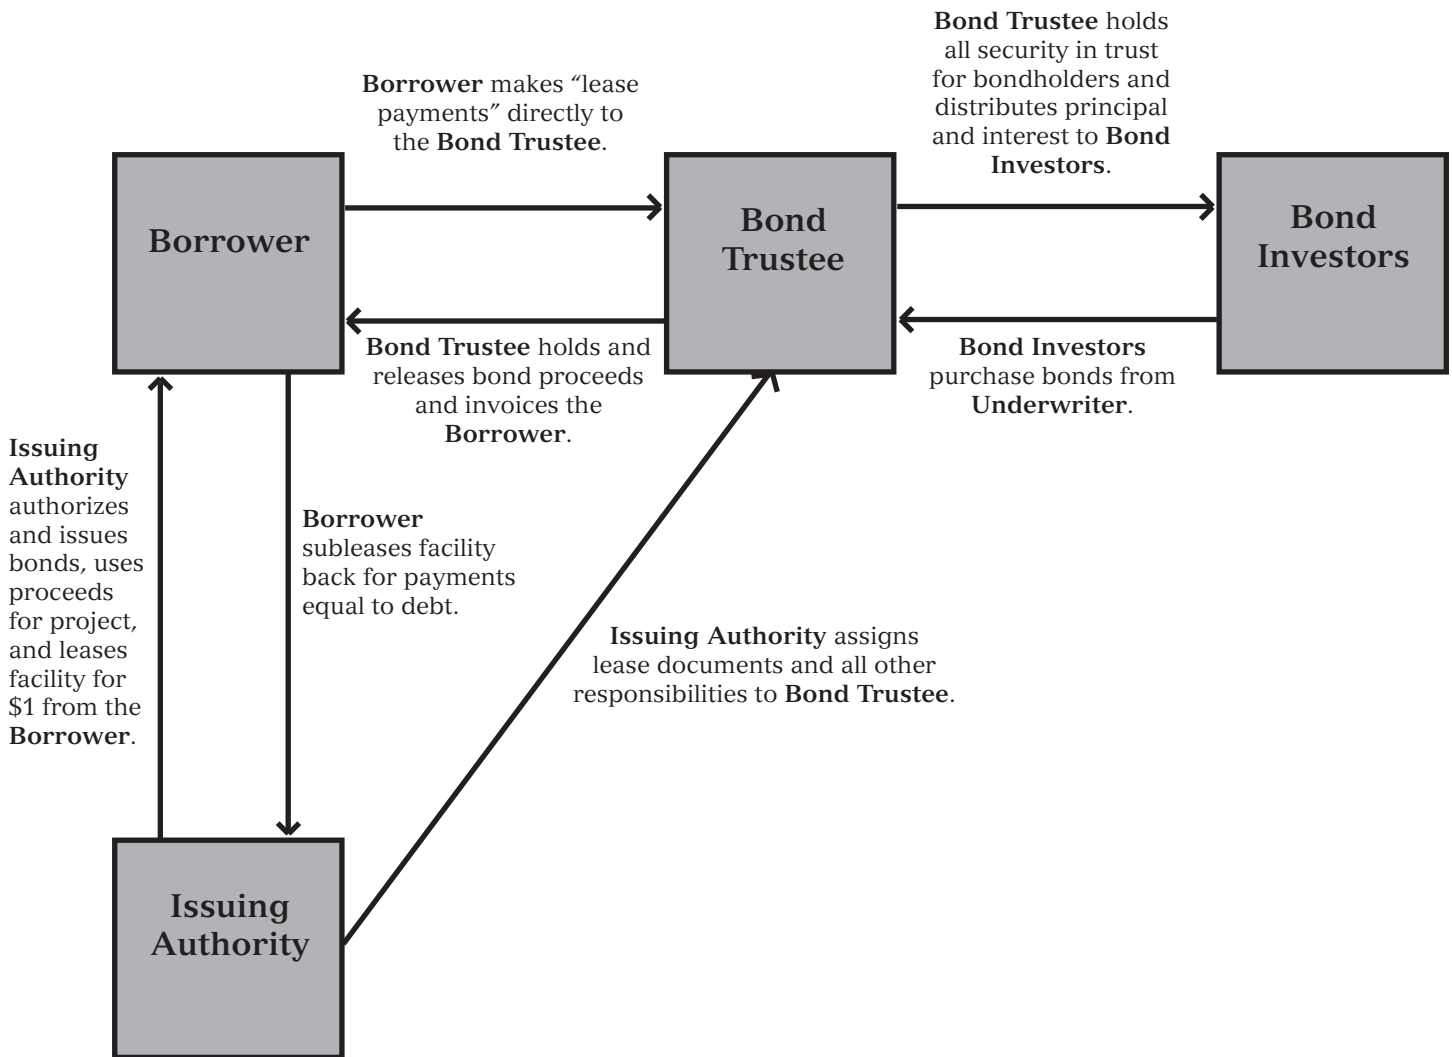 Bond Trustee holds
all security in trust
for bondholders and
distributes principal
and interest to Bond
Investors.
Borrower makes “lease
payments” directly to
the Bond Trustee.
Borrower
Bond
Trustee
Bond
Investors
Bond Trustee holds and
releases bond proceeds
and invoices the
Borrower.
Bond Investors
purchase bonds from
Underwriter.
Issuing
Authority
authorizes
and issues
bonds, uses
proceeds
for project,
and leases
facility for
$1 from the
Borrower.
Borrower
subleases facility
back for payments
equal to debt.
Issuing Authority assigns
lease documents and all other
responsibilities to Bond Trustee.
Issuing
Authority